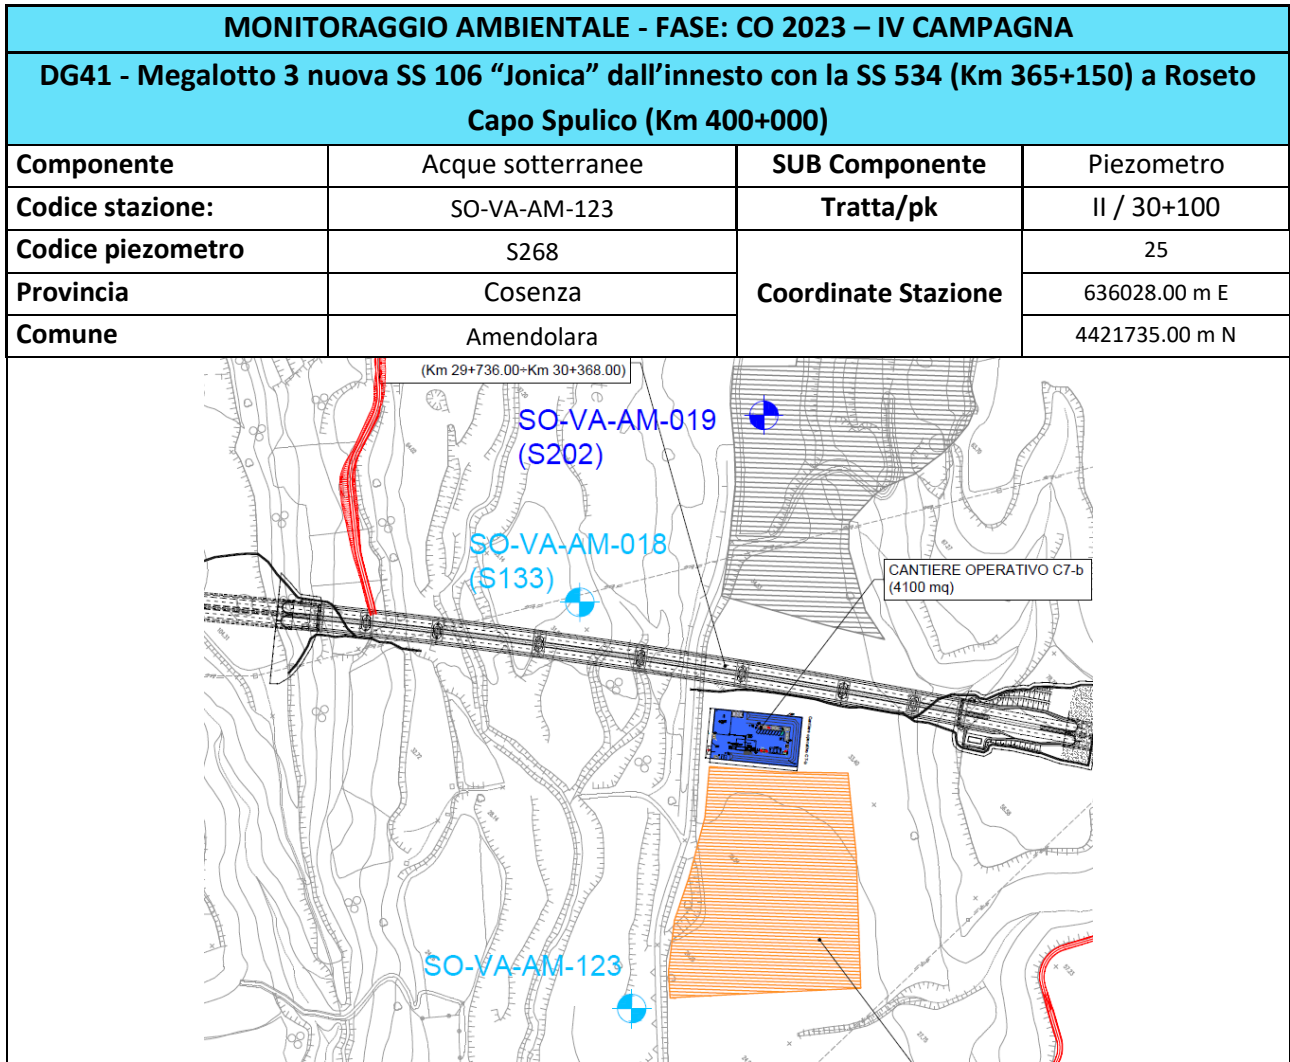 MONITORAGGIO AMBIENTALE - FASE: CO 2023 – IV CAMPAGNA
DG41 - Megalotto 3 nuova SS 106 “Jonica” dall’innesto con la SS 534 (Km 365+150) a Roseto
Capo Spulico (Km 400+000)
Componente Acque sotterranee SUB Componente Piezometro
Codice stazione: SO-VA-AM-123 Tratta/pk II / 30+100
Codice piezometro S268 Coordinate Stazione 25
Provincia Cosenza 636028.00 m E
Comune Amendolara 4421735.00 m N
(Km 29+736.00÷Km 30+368.00)
SO-VA-AM-019
(S202)
SO-VA-AM-018
(S133)
CANTIERE OPERATIVO C7-b
(4100 mq)
SO-VA-AM-123